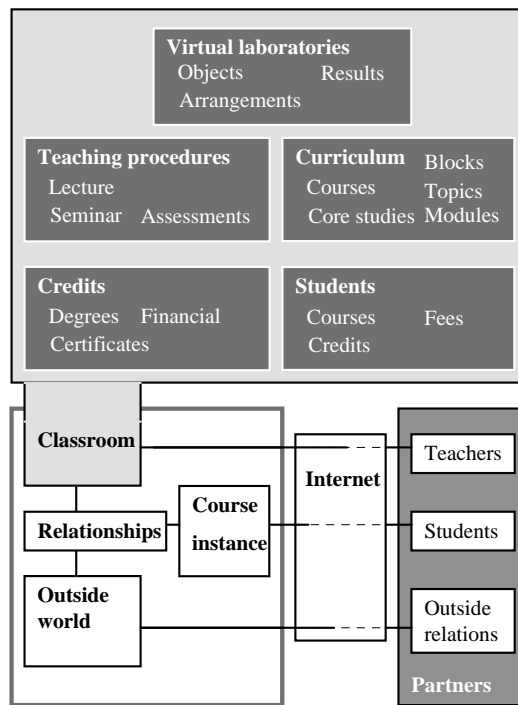 Virtual laboratories
Objects Results
Arrangements
Teaching procedures
Lecture
Seminar Assessments
Curriculum Blocks
Courses Topics
Core studies Modules
Credits
Degrees Financial
Certificates
Students
Courses Fees
Credits
Classroom
Relationships
Course
instance
Outside
world
Internet
Teachers
Students
Outside
relations
Partners